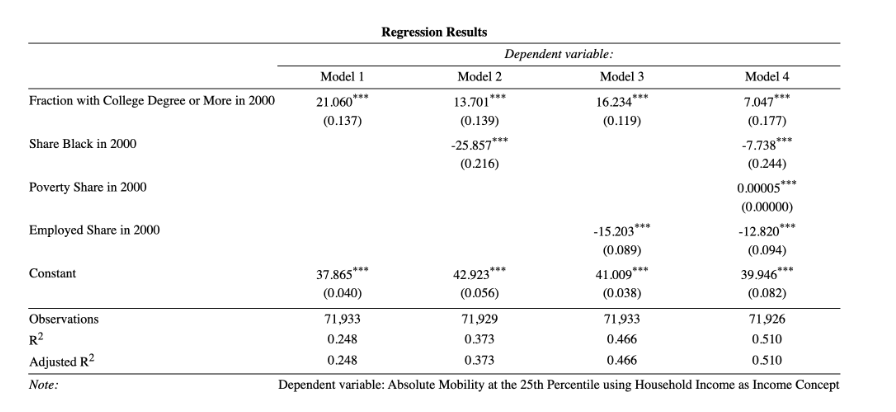 Regression Results
Dependent variable:
Model 1 Model 2 Model 3 Model 4
Fraction with College Degree or More in 2000 21.060*** 13.701*** 16.234*** 7.047***
(0.137) (0.139) (0.119) (0.177)
Share Black in 2000 -25.857*** -7.738***
(0.216) (0.244)
Poverty Share in 2000 0.00005***
(0.00000)
Employed Share in 2000 -15.203*** -12.820***
(0.089) (0.094)
Constant 37.865*** 42.923*** 41.009*** 39.946***
(0.040) (0.056) (0.038) (0.082)
Observations 71,933 71,929 71,933 71,926
R2 0.248 0.373 0.466 0.510
Adjusted R2 0.248 0.373 0.466 0.510
Note: Dependent variable: Absolute Mobility at the 25th Percentile using Household Income as Income Concept